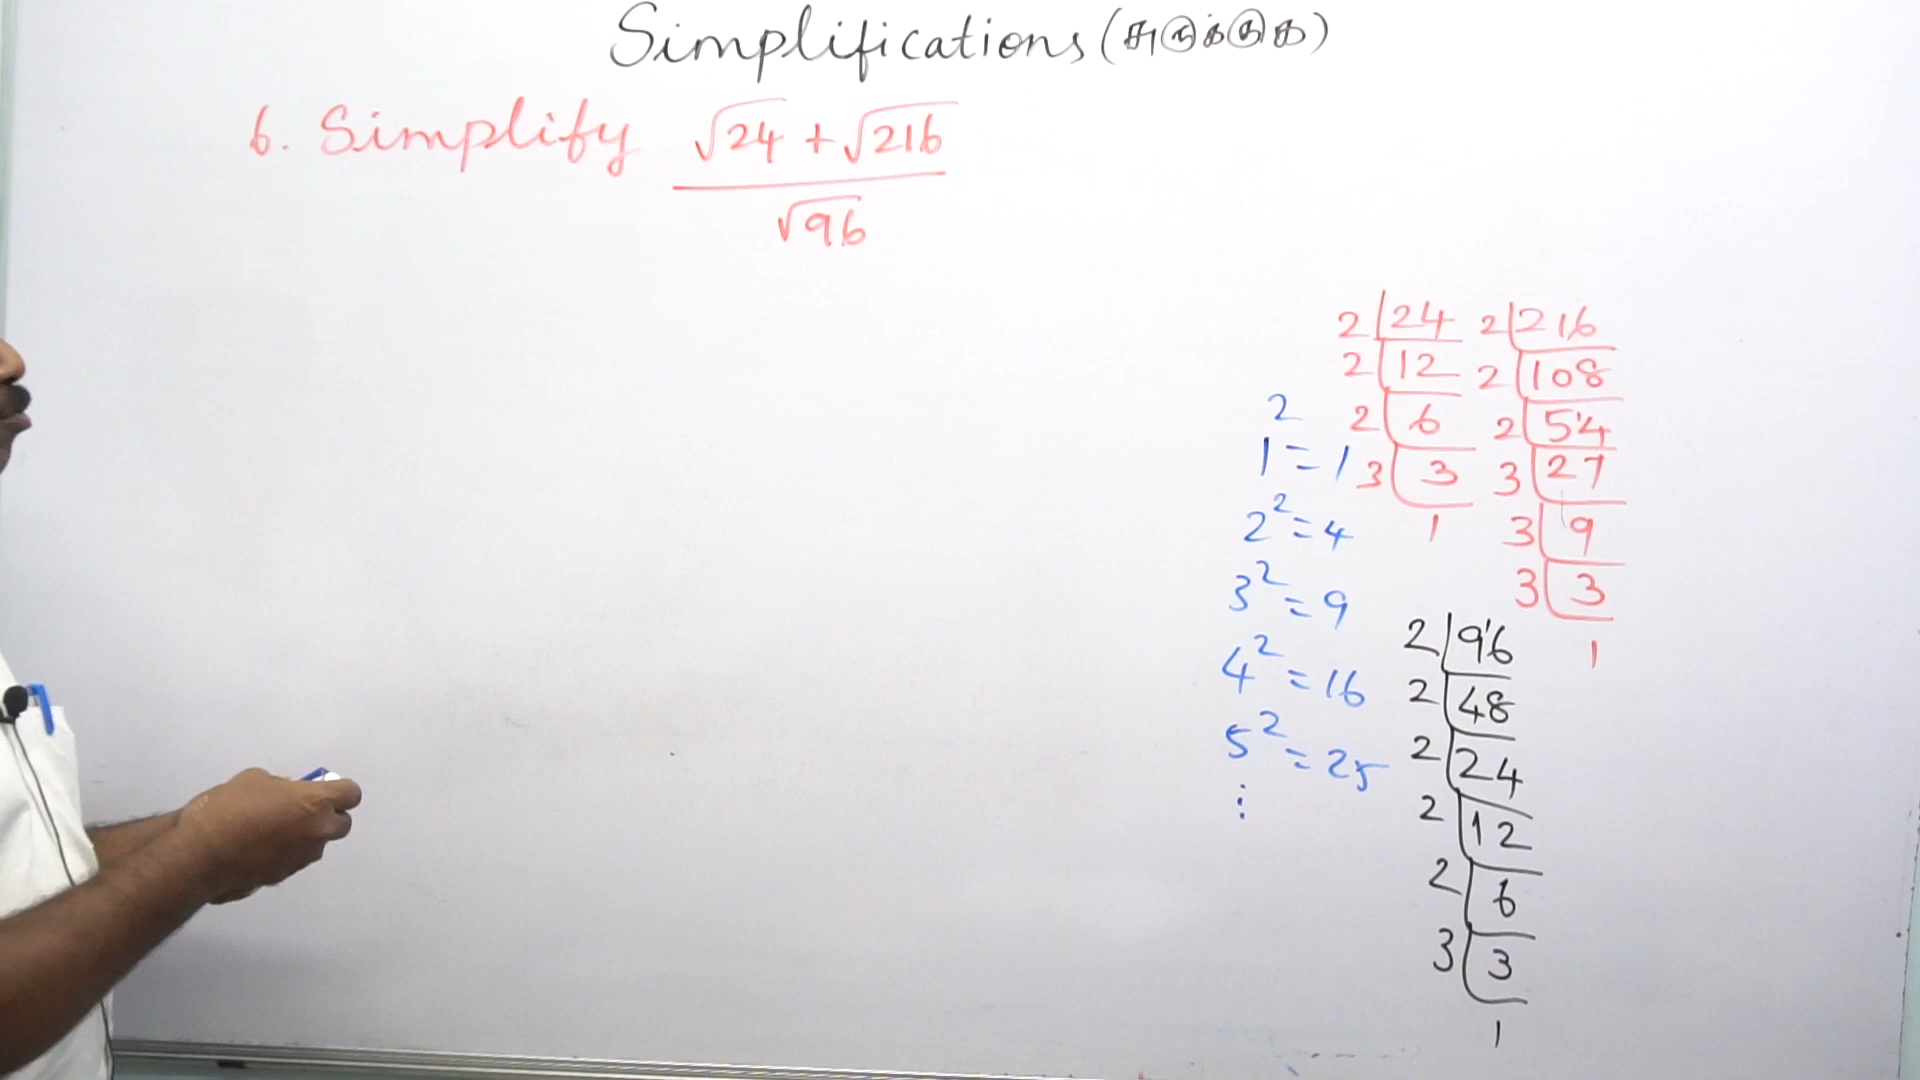 Simplifications (சுருக்குக)
6. Simplify (√24 + √216) / √96
2 | 24
2 | 12
2 | 6
3 | 3
1
2 | 216
2 | 108
2 | 54
3 | 27
3 | 9
3 | 3
1
1² = 1
2² = 4
3² = 9
4² = 16
5² = 25
⋮
2 | 96
2 | 48
2 | 24
2 | 12
2 | 6
3 | 3
1